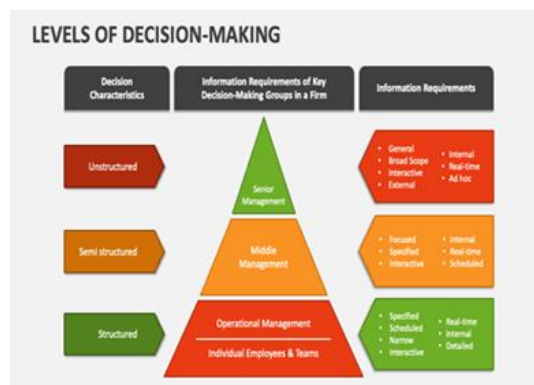 LEVELS OF DECISION-MAKING
Decision
Characteristics
Information Requirements of Key
Decision-Making Groups in a Firm
Information Requirements
Unstructured
Senior
Management
• General
• Broad Scope
• Interactive
• External
• Internal
• Real-time
• Ad hoc
Semi structured
Middle
Management
• Focused
• Specified
• Interactive
• Internal
• Real-time
• Scheduled
Structured
Operational Management
Individual Employees & Teams
• Specified
• Scheduled
• Narrow
• Interactive
• Real-time
• Internal
• Detailed